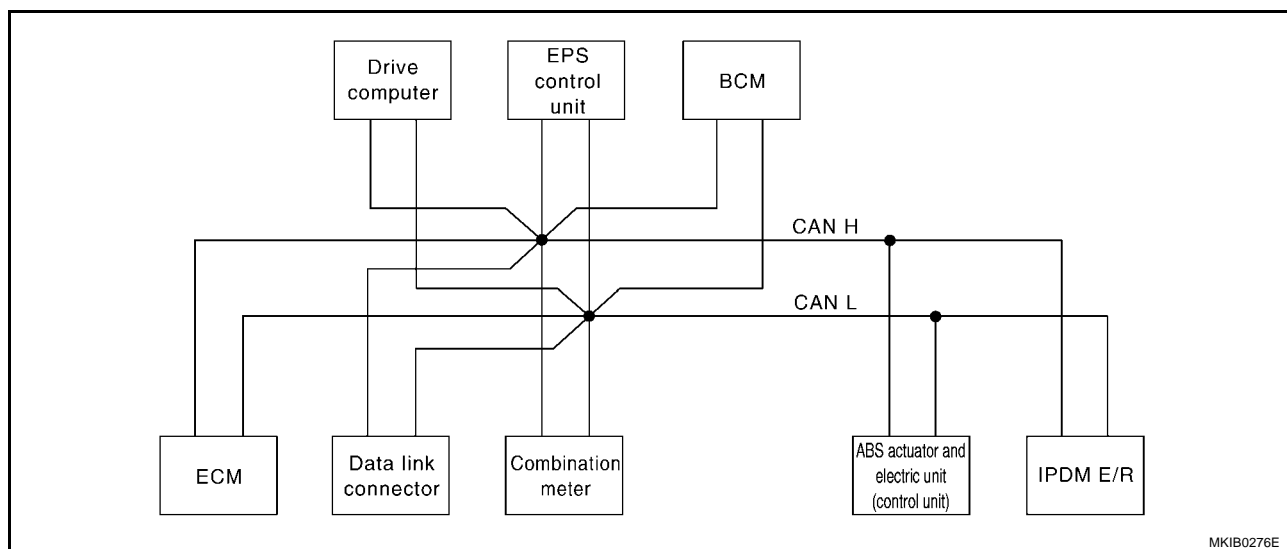 Drive
computer
EPS
control
unit
BCM
CAN H
CAN L
ECM
Data link
connector
Combination
meter
ABS actuator and
electric unit
(control unit)
IPDM E/R
MKIB0276E